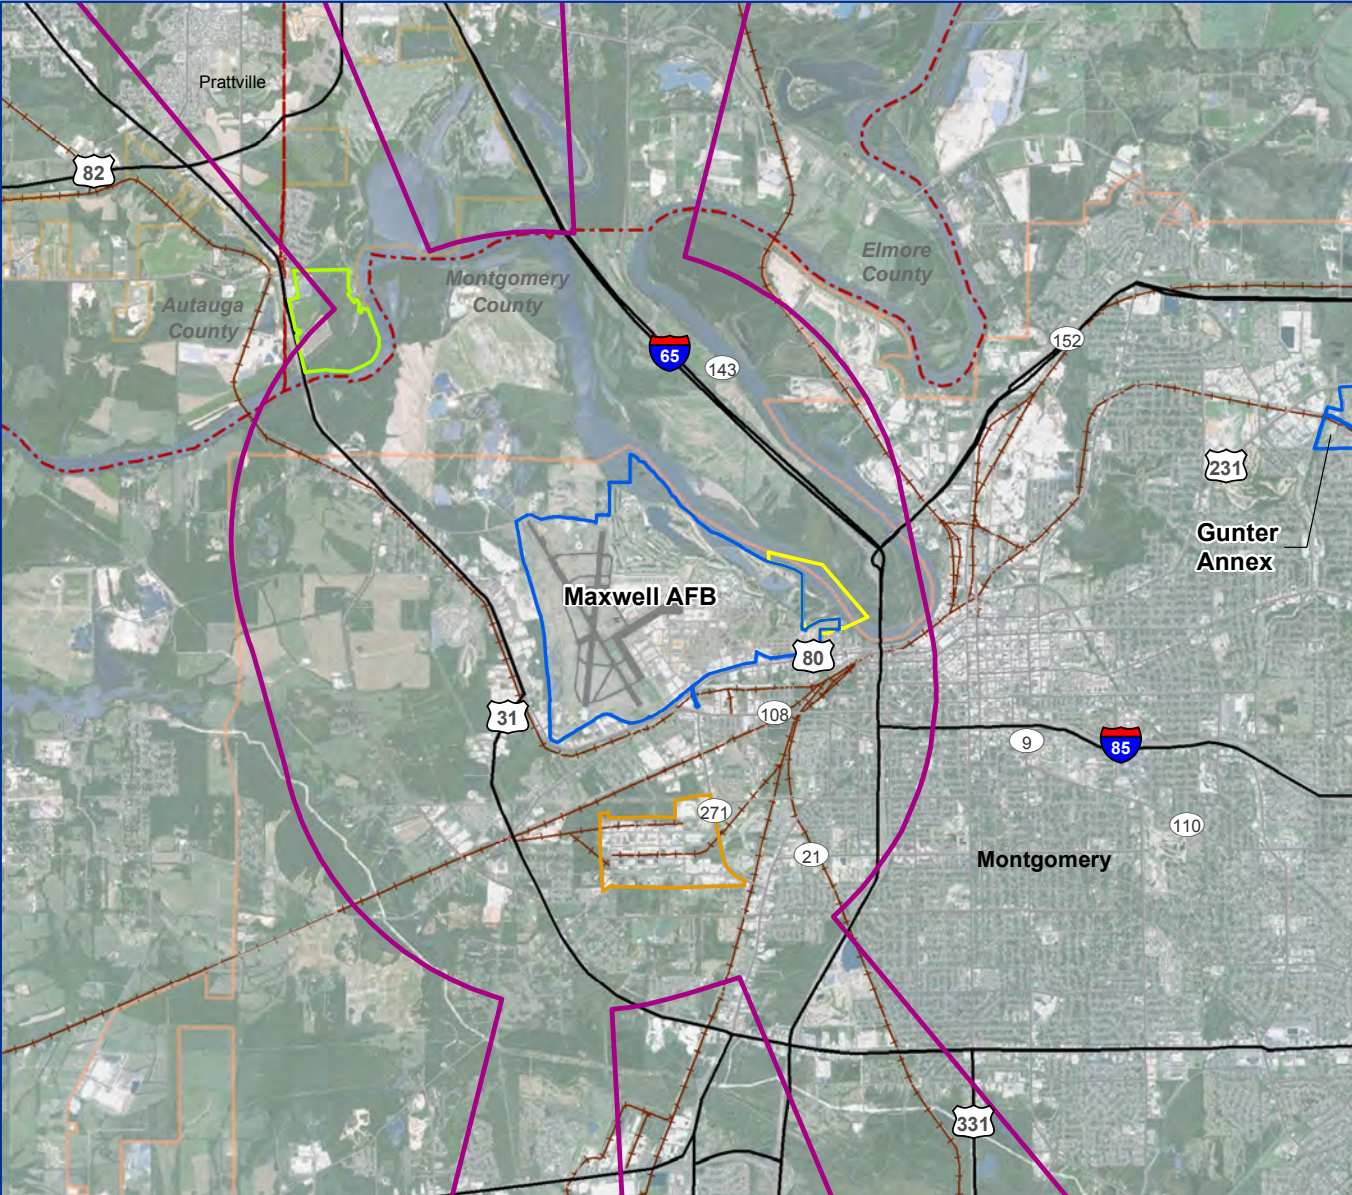 Prattville
82
Elmore
County
Montgomery
County
Autauga
County
152
65
143
231
Gunter
Annex
Maxwell AFB
80
31
108
9
85
271
110
21
Montgomery
331